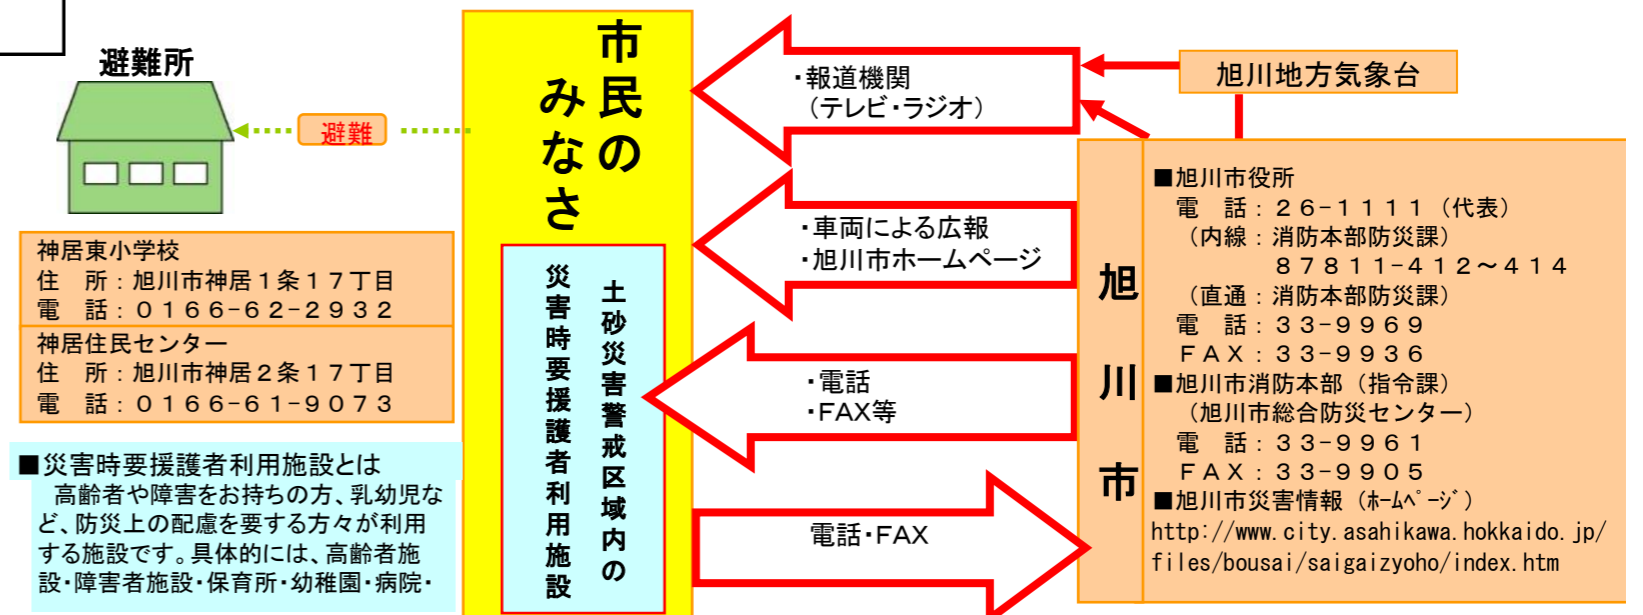 避難所
避難
神居東小学校
住　所：旭川市神居１条１７丁目
電　話：０１６６-６２-２９３２
神居住民センター
住　所：旭川市神居２条１７丁目
電　話：０１６６-６１-９０７３
■災害時要援護者利用施設とは
高齢者や障害をお持ちの方、乳幼児な
ど、防災上の配慮を要する方々が利用
する施設です。具体的には、高齢者施
設・障害者施設・保育所・幼稚園・病院・
市民の
みなさ
土砂災害警戒区域内の
災害時要援護者利用施設
・報道機関
（テレビ・ラジオ）
・車両による広報
・旭川市ホームページ
・電話
・FAX等
電話・FAX
旭川地方気象台
旭川市
■旭川市役所
電　話：２６-１１１１（代表）
（内線：消防本部防災課）
８７８１１-４１２～４１４
（直通：消防本部防災課）
電　話：３３-９９６９
ＦＡＸ：３３-９９３６
■旭川市消防本部（指令課）
（旭川市総合防災センター）
電　話：３３-９９６１
ＦＡＸ：３３-９９０５
■旭川市災害情報（ﾎｰﾑﾍﾟｰｼﾞ）
http://www.city.asahikawa.hokkaido.jp/
files/bousai/saigaizyoho/index.htm